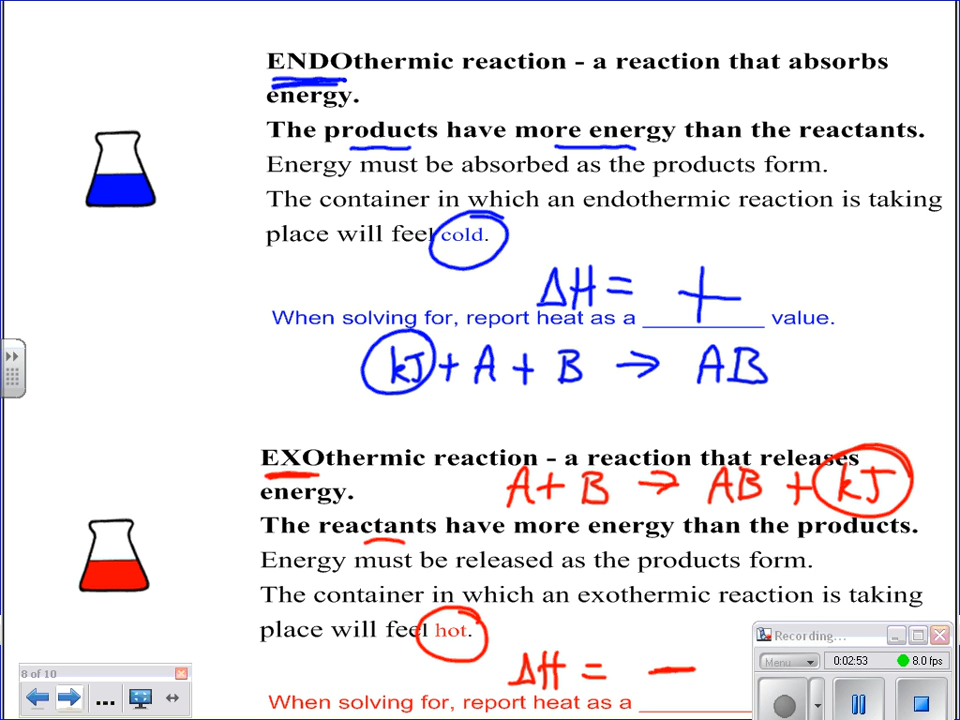 ENDOthermic reaction - a reaction that absorbs
energy.
The products have more energy than the reactants.
Energy must be absorbed as the products form.
The container in which an endothermic reaction is taking
place will feel cold.
ΔH = +
When solving for, report heat as a __________ value.
kJ + A + B → AB
EXOthermic reaction - a reaction that releases
energy.
A + B → AB + kJ
The reactants have more energy than the products.
Energy must be released as the products form.
The container in which an exothermic reaction is taking
place will feel hot.
ΔH = −
When solving for, report heat as a __________
8 of 10
...
Recording...
Menu
0:02:53
8.0 fps